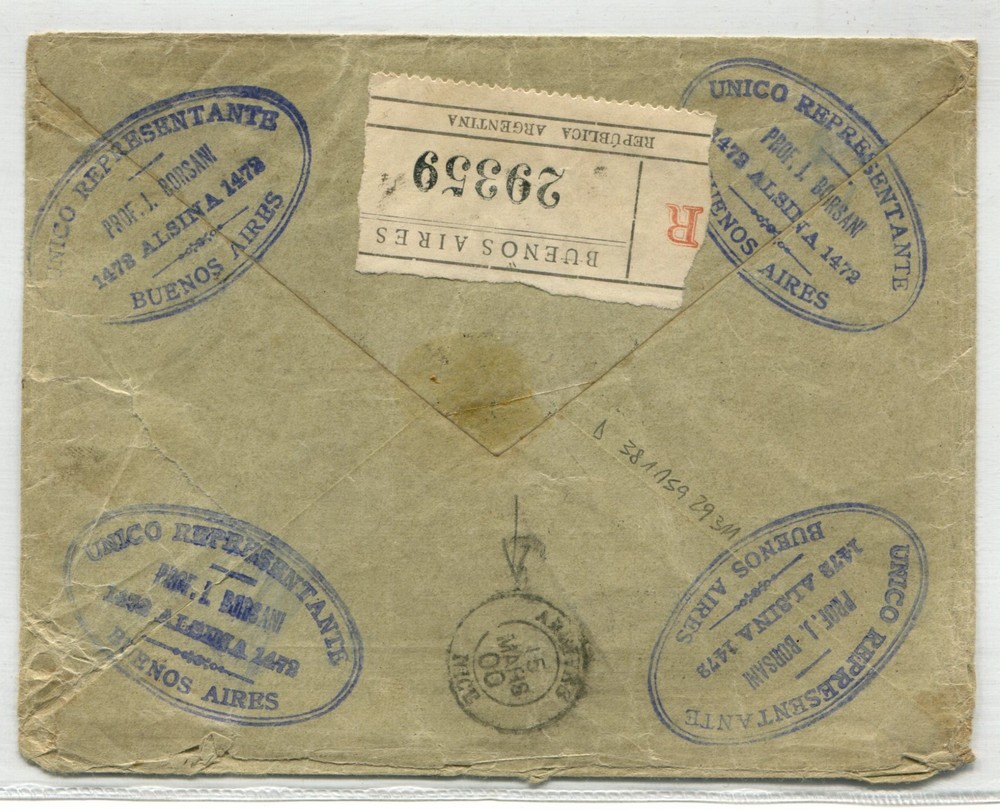 UNICO REPRESENTANTE
PROF. J. BORSANI
1472 ALSINA 1472
BUENOS AIRES
BUENOS AIRES
R
29359
REPÚBLICA ARGENTINA
UNICO REPRESENTANTE
PROF. J. BORSANI
1472 ALSINA 1472
BUENOS AIRES
UNICO REPRESENTANTE
PROF. J. BORSANI
1472 ALSINA 1472
BUENOS AIRES
15
MARS
00
UNICO REPRESENTANTE
PROF. J. BORSANI
1472 ALSINA 1472
BUENOS AIRES